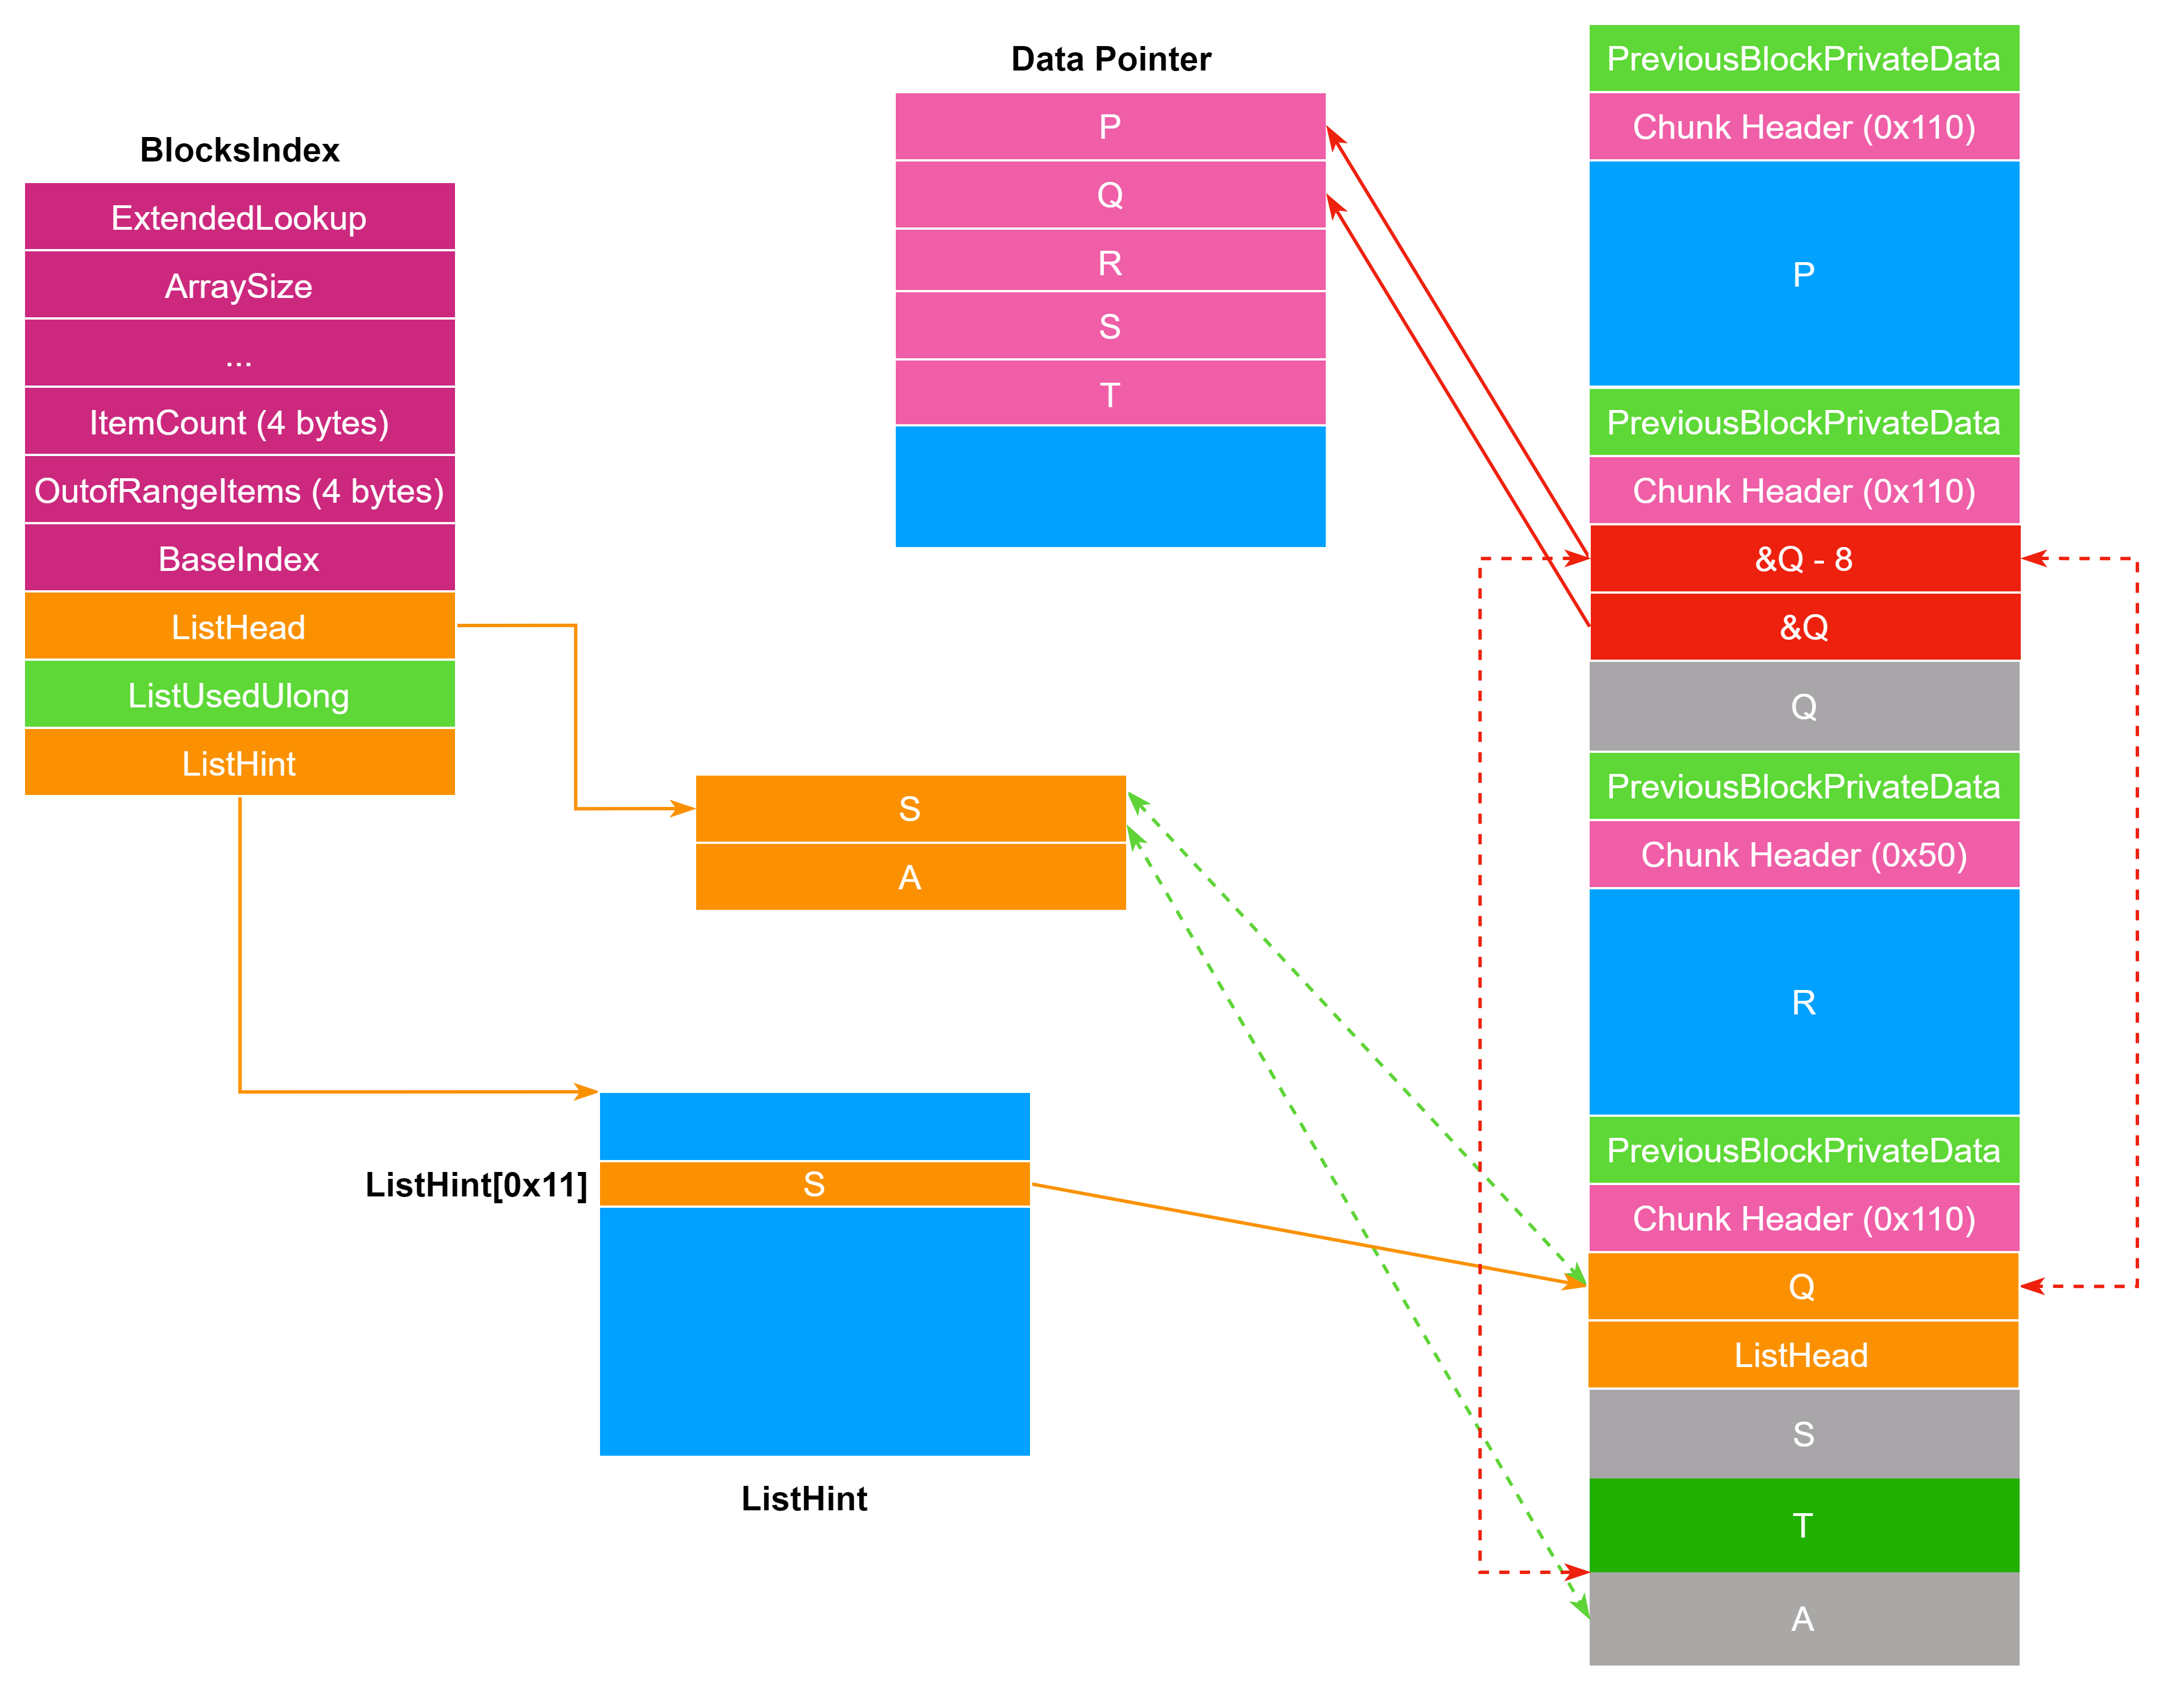 BlocksIndex
ExtendedLookup
ArraySize
...
ItemCount (4 bytes)
OutofRangeItems (4 bytes)
BaseIndex
ListHead
ListUsedUlong
ListHint
Data Pointer
P
Q
R
S
T
S
A
ListHint[0x11]
S
ListHint
PreviousBlockPrivateData
Chunk Header (0x110)
P
PreviousBlockPrivateData
Chunk Header (0x110)
&Q - 8
&Q
Q
PreviousBlockPrivateData
Chunk Header (0x50)
R
PreviousBlockPrivateData
Chunk Header (0x110)
Q
ListHead
S
T
A